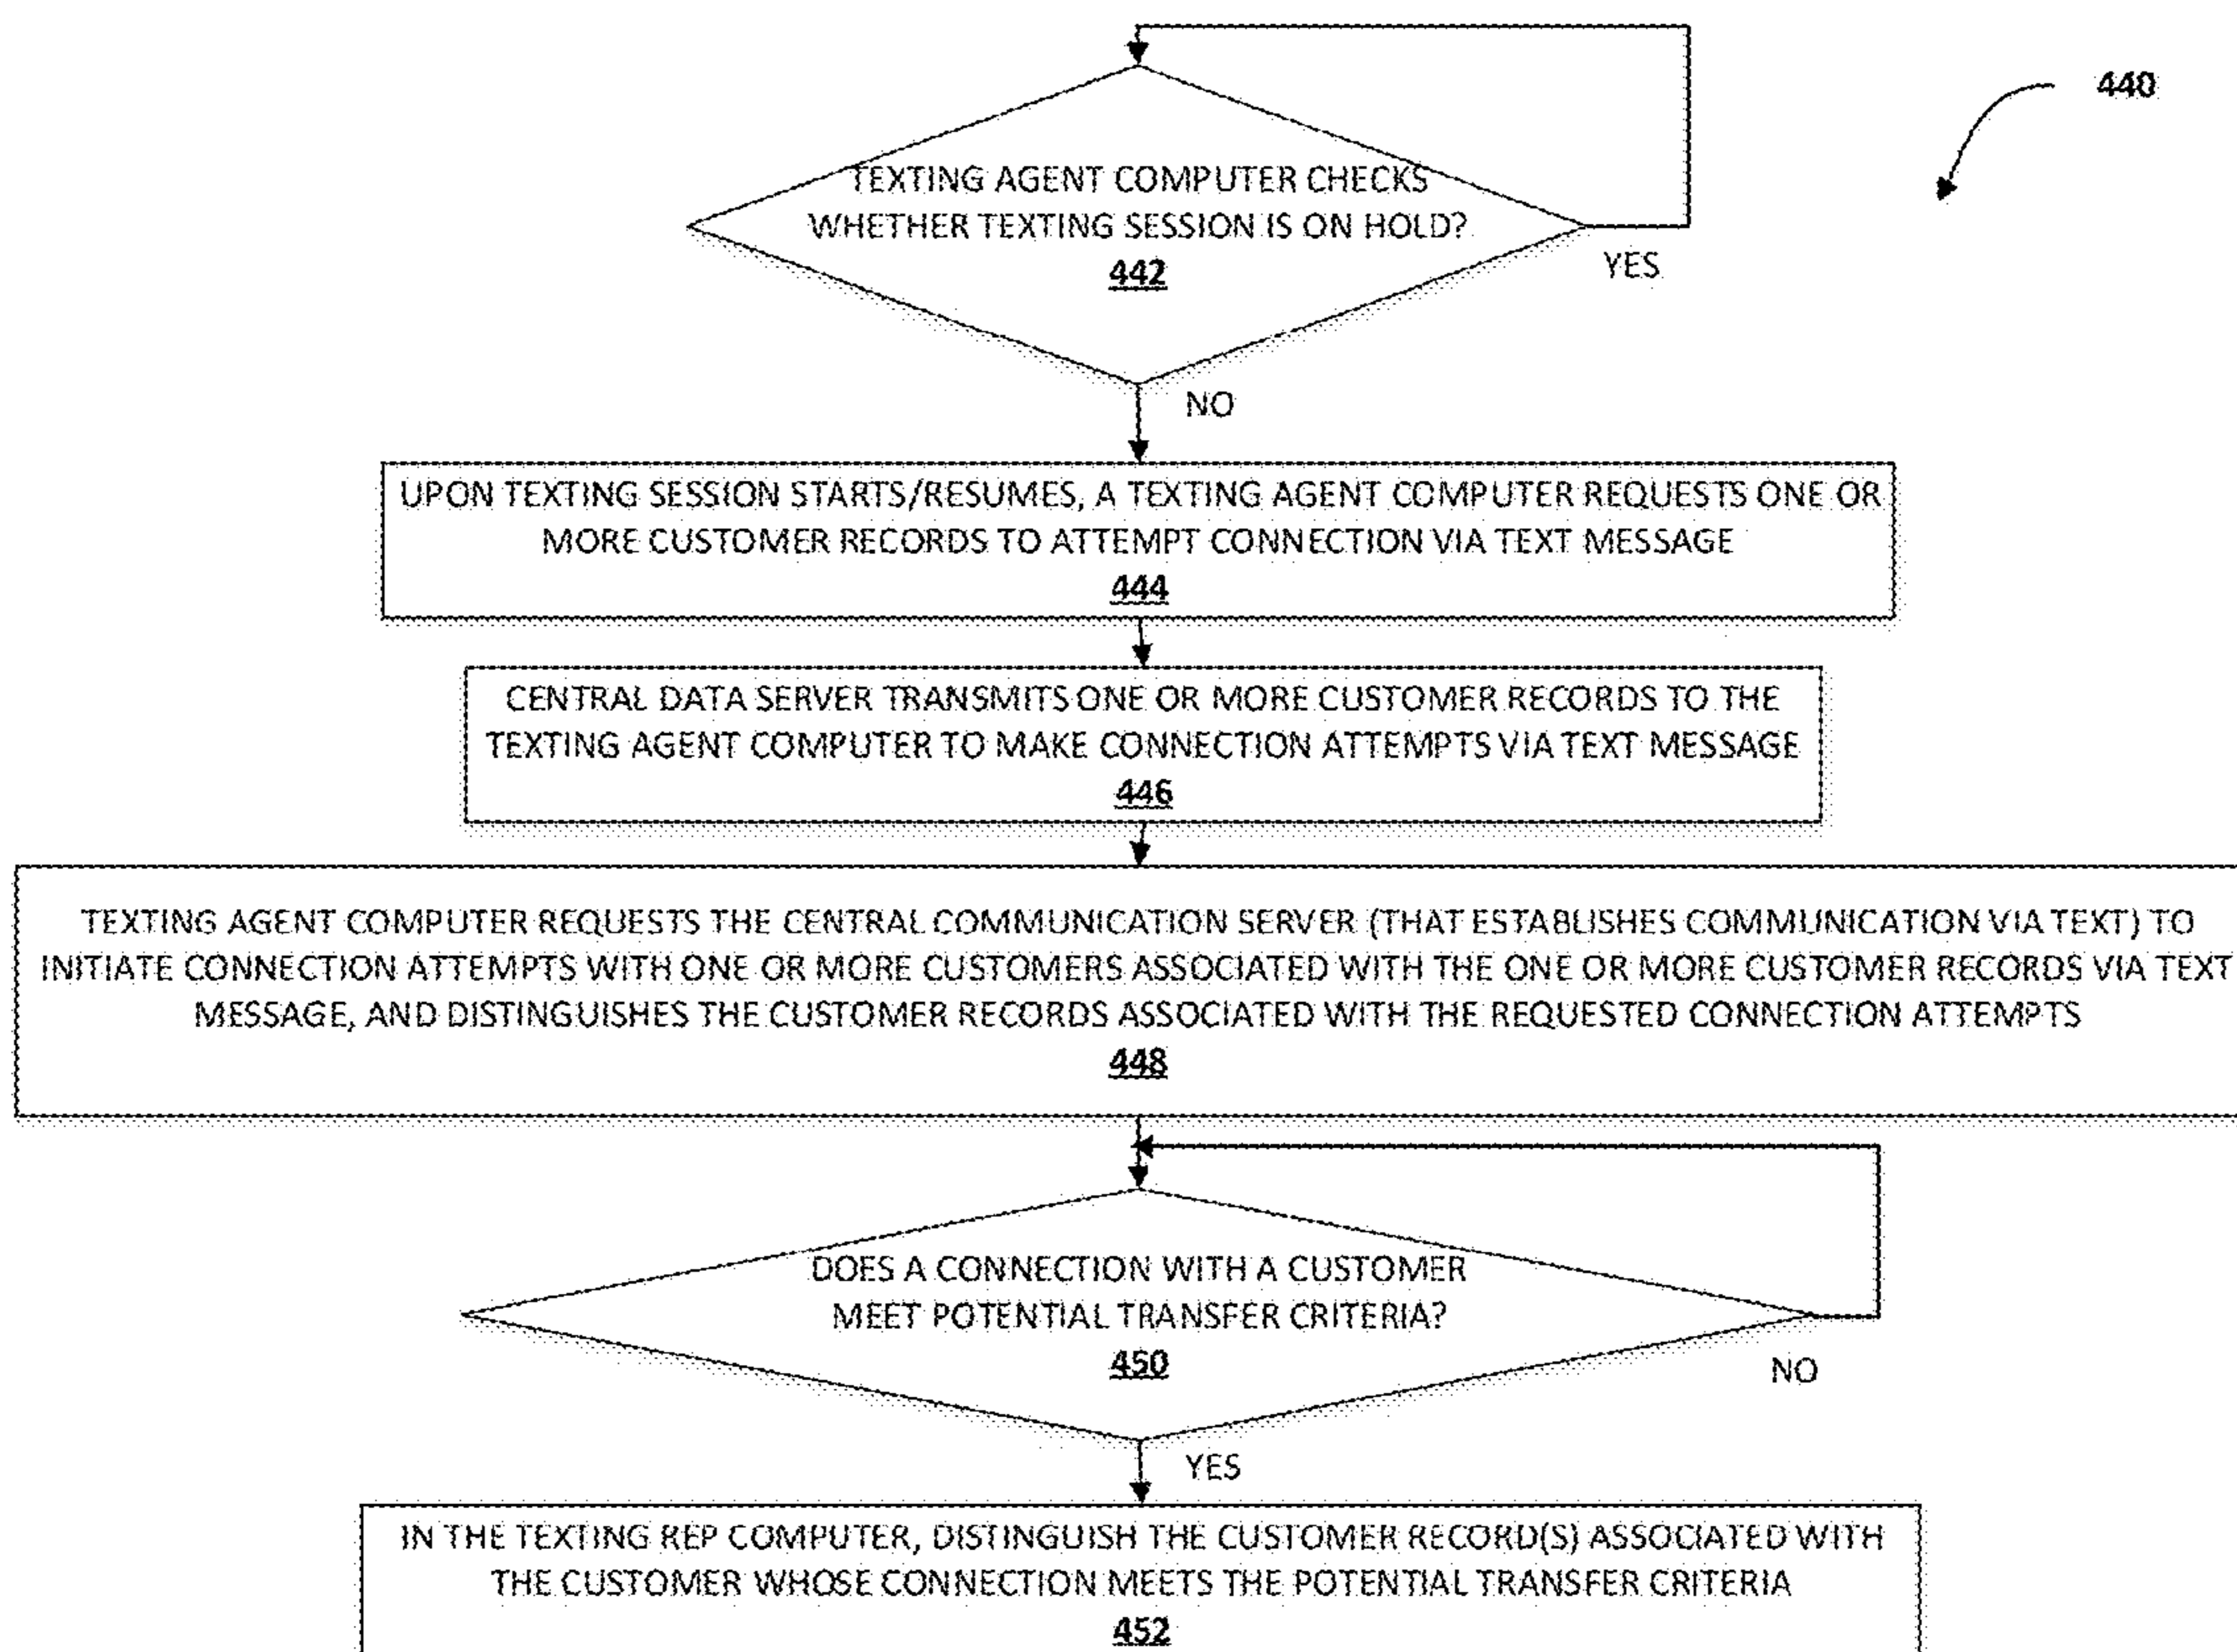 440
TEXTING AGENT COMPUTER CHECKS
WHETHER TEXTING SESSION IS ON HOLD?
442
YES
NO
UPON TEXTING SESSION STARTS/RESUMES, A TEXTING AGENT COMPUTER REQUESTS ONE OR
MORE CUSTOMER RECORDS TO ATTEMPT CONNECTION VIA TEXT MESSAGE
444
CENTRAL DATA SERVER TRANSMITS ONE OR MORE CUSTOMER RECORDS TO THE
TEXTING AGENT COMPUTER TO MAKE CONNECTION ATTEMPTS VIA TEXT MESSAGE
446
TEXTING AGENT COMPUTER REQUESTS THE CENTRAL COMMUNICATION SERVER (THAT ESTABLISHES COMMUNICATION VIA TEXT) TO
INITIATE CONNECTION ATTEMPTS WITH ONE OR MORE CUSTOMERS ASSOCIATED WITH THE ONE OR MORE CUSTOMER RECORDS VIA TEXT
MESSAGE, AND DISTINGUISHES THE CUSTOMER RECORDS ASSOCIATED WITH THE REQUESTED CONNECTION ATTEMPTS
448
DOES A CONNECTION WITH A CUSTOMER
MEET POTENTIAL TRANSFER CRITERIA?
450
NO
YES
IN THE TEXTING REP COMPUTER, DISTINGUISH THE CUSTOMER RECORD(S) ASSOCIATED WITH
THE CUSTOMER WHOSE CONNECTION MEETS THE POTENTIAL TRANSFER CRITERIA
452